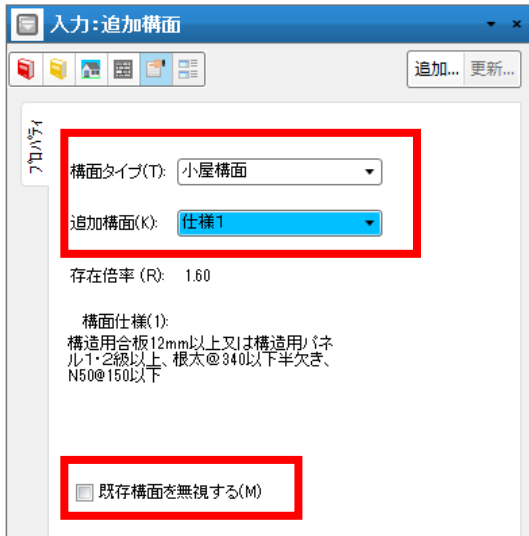 入力:追加構面
追加... 更新...
プロパティ
構面タイプ(T): 小屋構面
追加構面(K): 仕様1
存在倍率 (R): 1.60
構面仕様(1):
構造用合板12mm以上又は構造用パネ
ル1・2級以上、根太@340以下半欠き、
N50@150以下
既存構面を無視する(M)